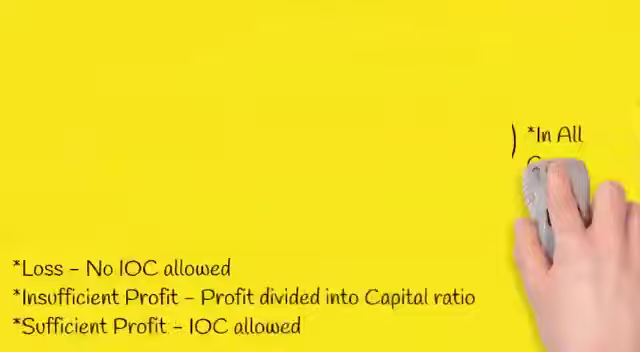 ) *In All
*Loss - No IOC allowed
*Insufficient Profit - Profit divided into Capital ratio
*Sufficient Profit - IOC allowed